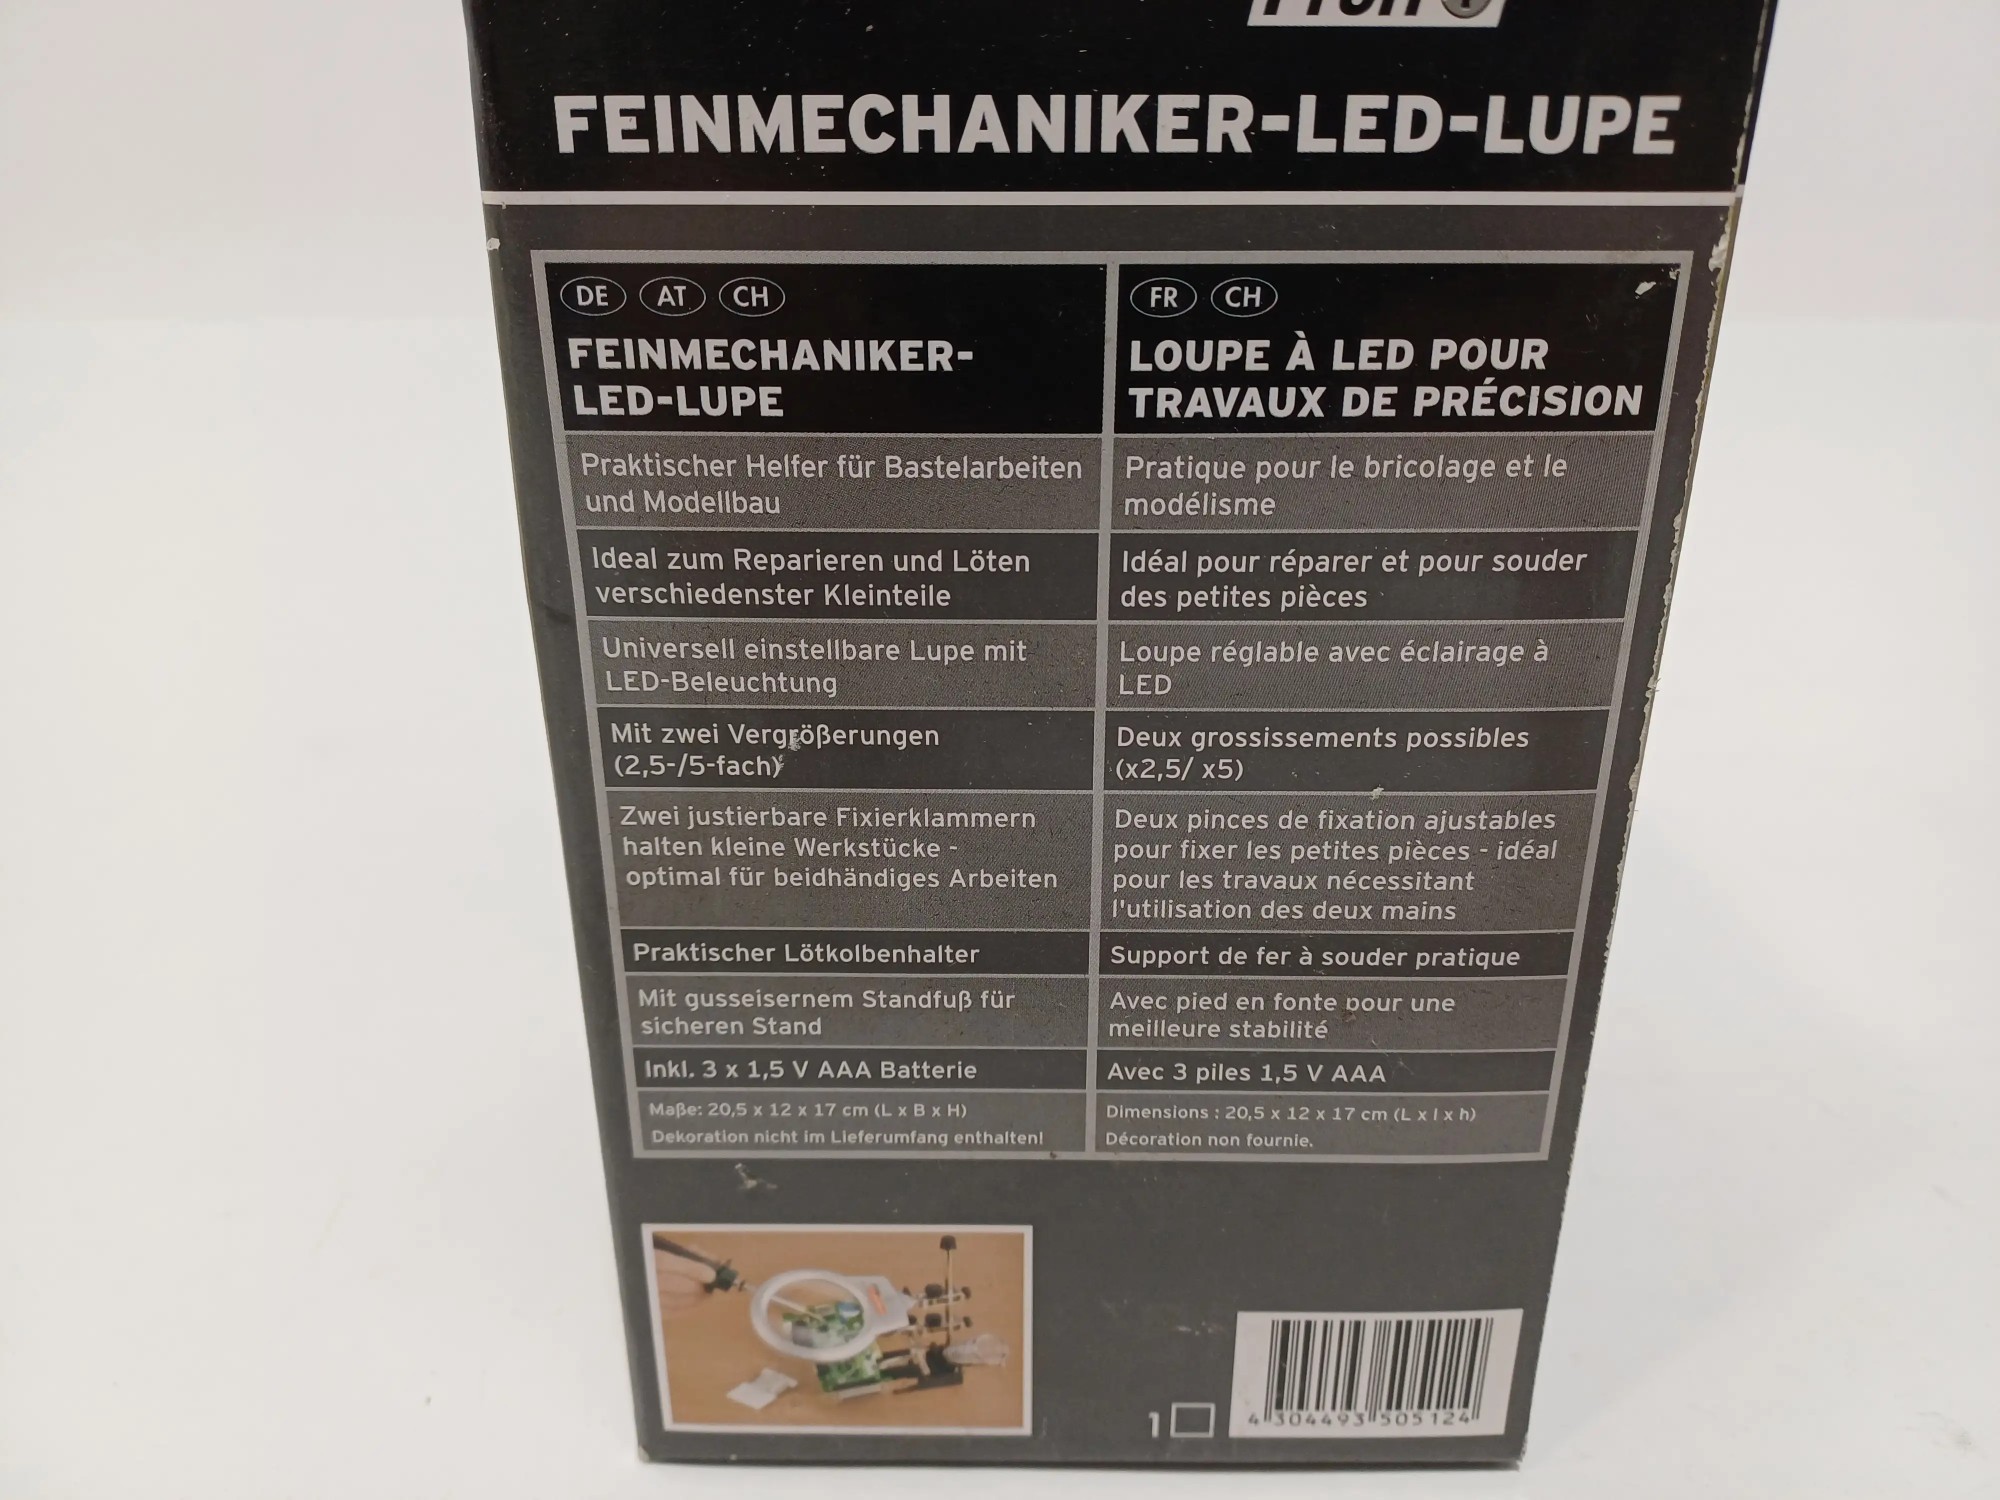 FEINMECHANIKER-LED-LUPE
DE AT CH
FEINMECHANIKER-
LED-LUPE
Praktischer Helfer für Bastelarbeiten
und Modellbau
Ideal zum Reparieren und Löten
verschiedenster Kleinteile
Universell einstellbare Lupe mit
LED-Beleuchtung
Mit zwei Vergrößerungen
(2,5-/5-fach)
Zwei justierbare Fixierklammern
halten kleine Werkstücke -
optimal für beidhändiges Arbeiten
Praktischer Lötkolbenhalter
Mit gusseisernem Standfuß für
sicheren Stand
Inkl. 3 x 1,5 V AAA Batterie
Maße: 20,5 x 12 x 17 cm (L x B x H)
Dekoration nicht im Lieferumfang enthalten!
FR CH
LOUPE À LED POUR
TRAVAUX DE PRÉCISION
Pratique pour le bricolage et le
modélisme
Idéal pour réparer et pour souder
des petites pièces
Loupe réglable avec éclairage à
LED
Deux grossissements possibles
(x2,5/ x5)
Deux pinces de fixation ajustables
pour fixer les petites pièces - idéal
pour les travaux nécessitant
l'utilisation des deux mains
Support de fer à souder pratique
Avec pied en fonte pour une
meilleure stabilité
Avec 3 piles 1,5 V AAA
Dimensions : 20,5 x 12 x 17 cm (L x l x h)
Décoration non fournie.
1
4 304493 505124